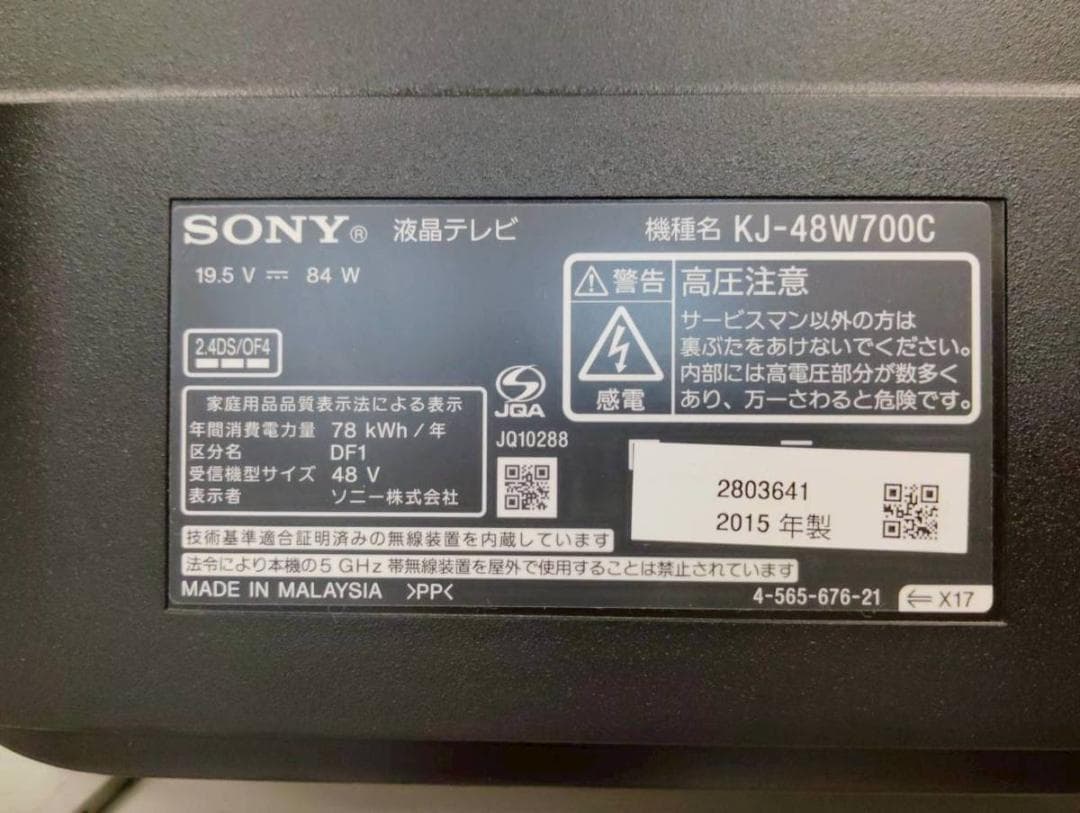 SONY® 液晶テレビ
機種名 KJ-48W700C
19.5 V ⎓ 84 W
警告
感電
高圧注意
サービスマン以外の方は
裏ぶたをあけないでください。
内部には高電圧部分が数多く
あり、万一さわると危険です。
2.4DS/OF4
JQA
JQ10288
家庭用品品質表示法による表示
年間消費電力量 78 kWh / 年
区分名 DF1
受信機型サイズ 48 V
表示者 ソニー株式会社
2803641
2015 年製
技術基準適合証明済みの無線装置を内蔵しています
法令により本機の5 GHz 帯無線装置を屋外で使用することは禁止されています
MADE IN MALAYSIA >PP<
4-565-676-21
⇐ X17